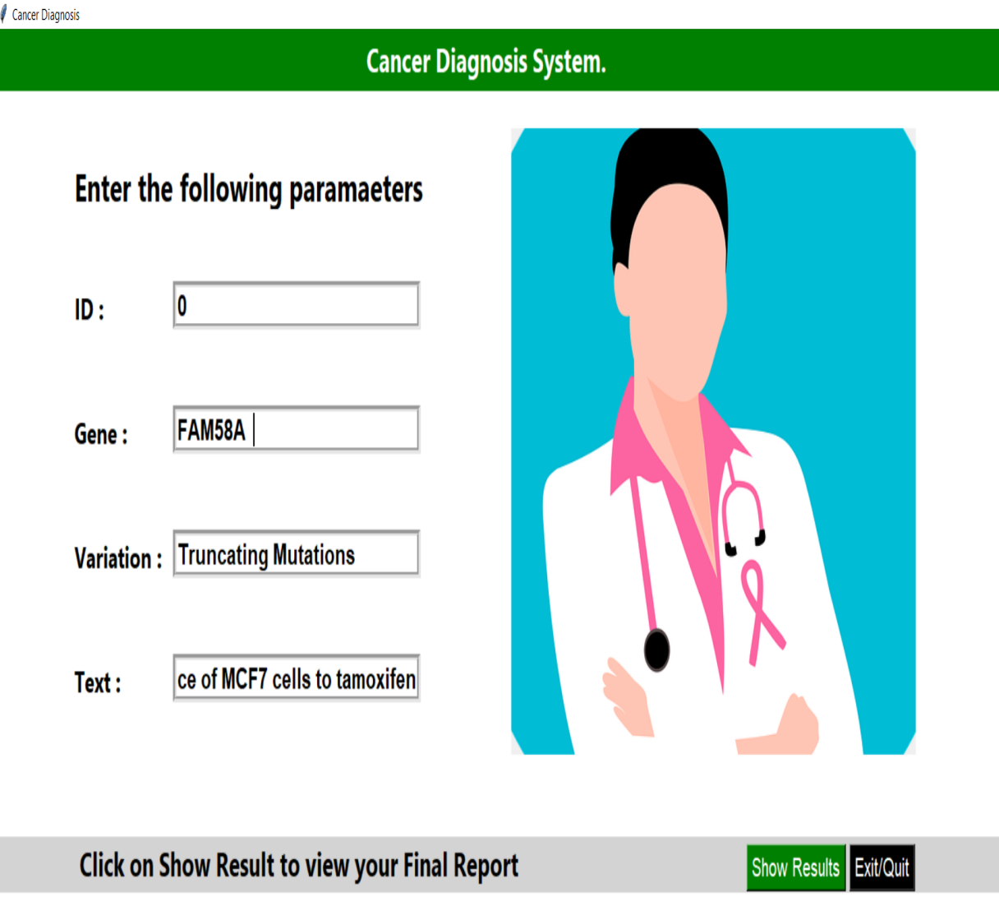 Cancer Diagnosis
Cancer Diagnosis System.
Enter the following paramaeters
ID : 0
Gene : FAM58A
Variation : Truncating Mutations
Text : ce of MCF7 cells to tamoxifen
Click on Show Result to view your Final Report
Show Results Exit/Quit